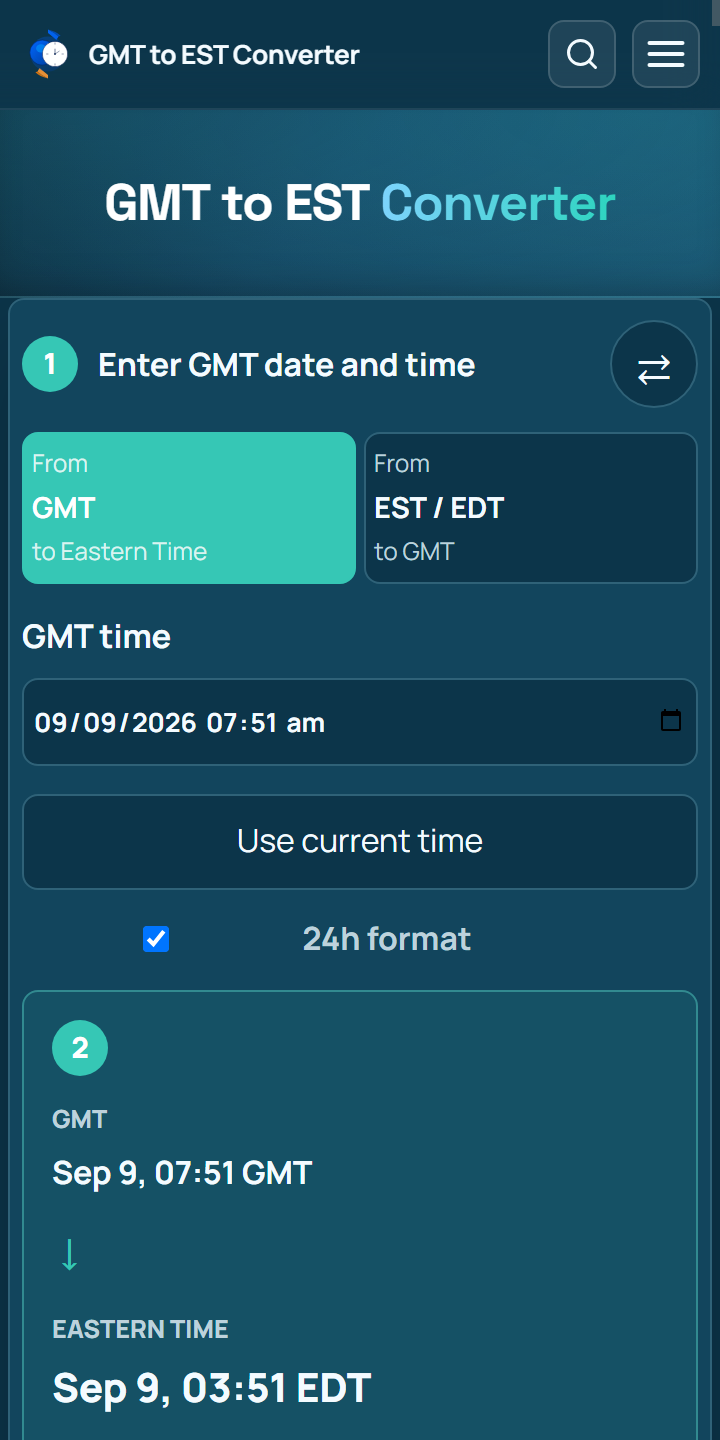 GMT to EST Converter
GMT to EST Converter
1 Enter GMT date and time
From
GMT
to Eastern Time
From
EST / EDT
to GMT
GMT time
09/09/2026 07:51 am
Use current time
24h format
2
GMT
Sep 9, 07:51 GMT
↓
EASTERN TIME
Sep 9, 03:51 EDT